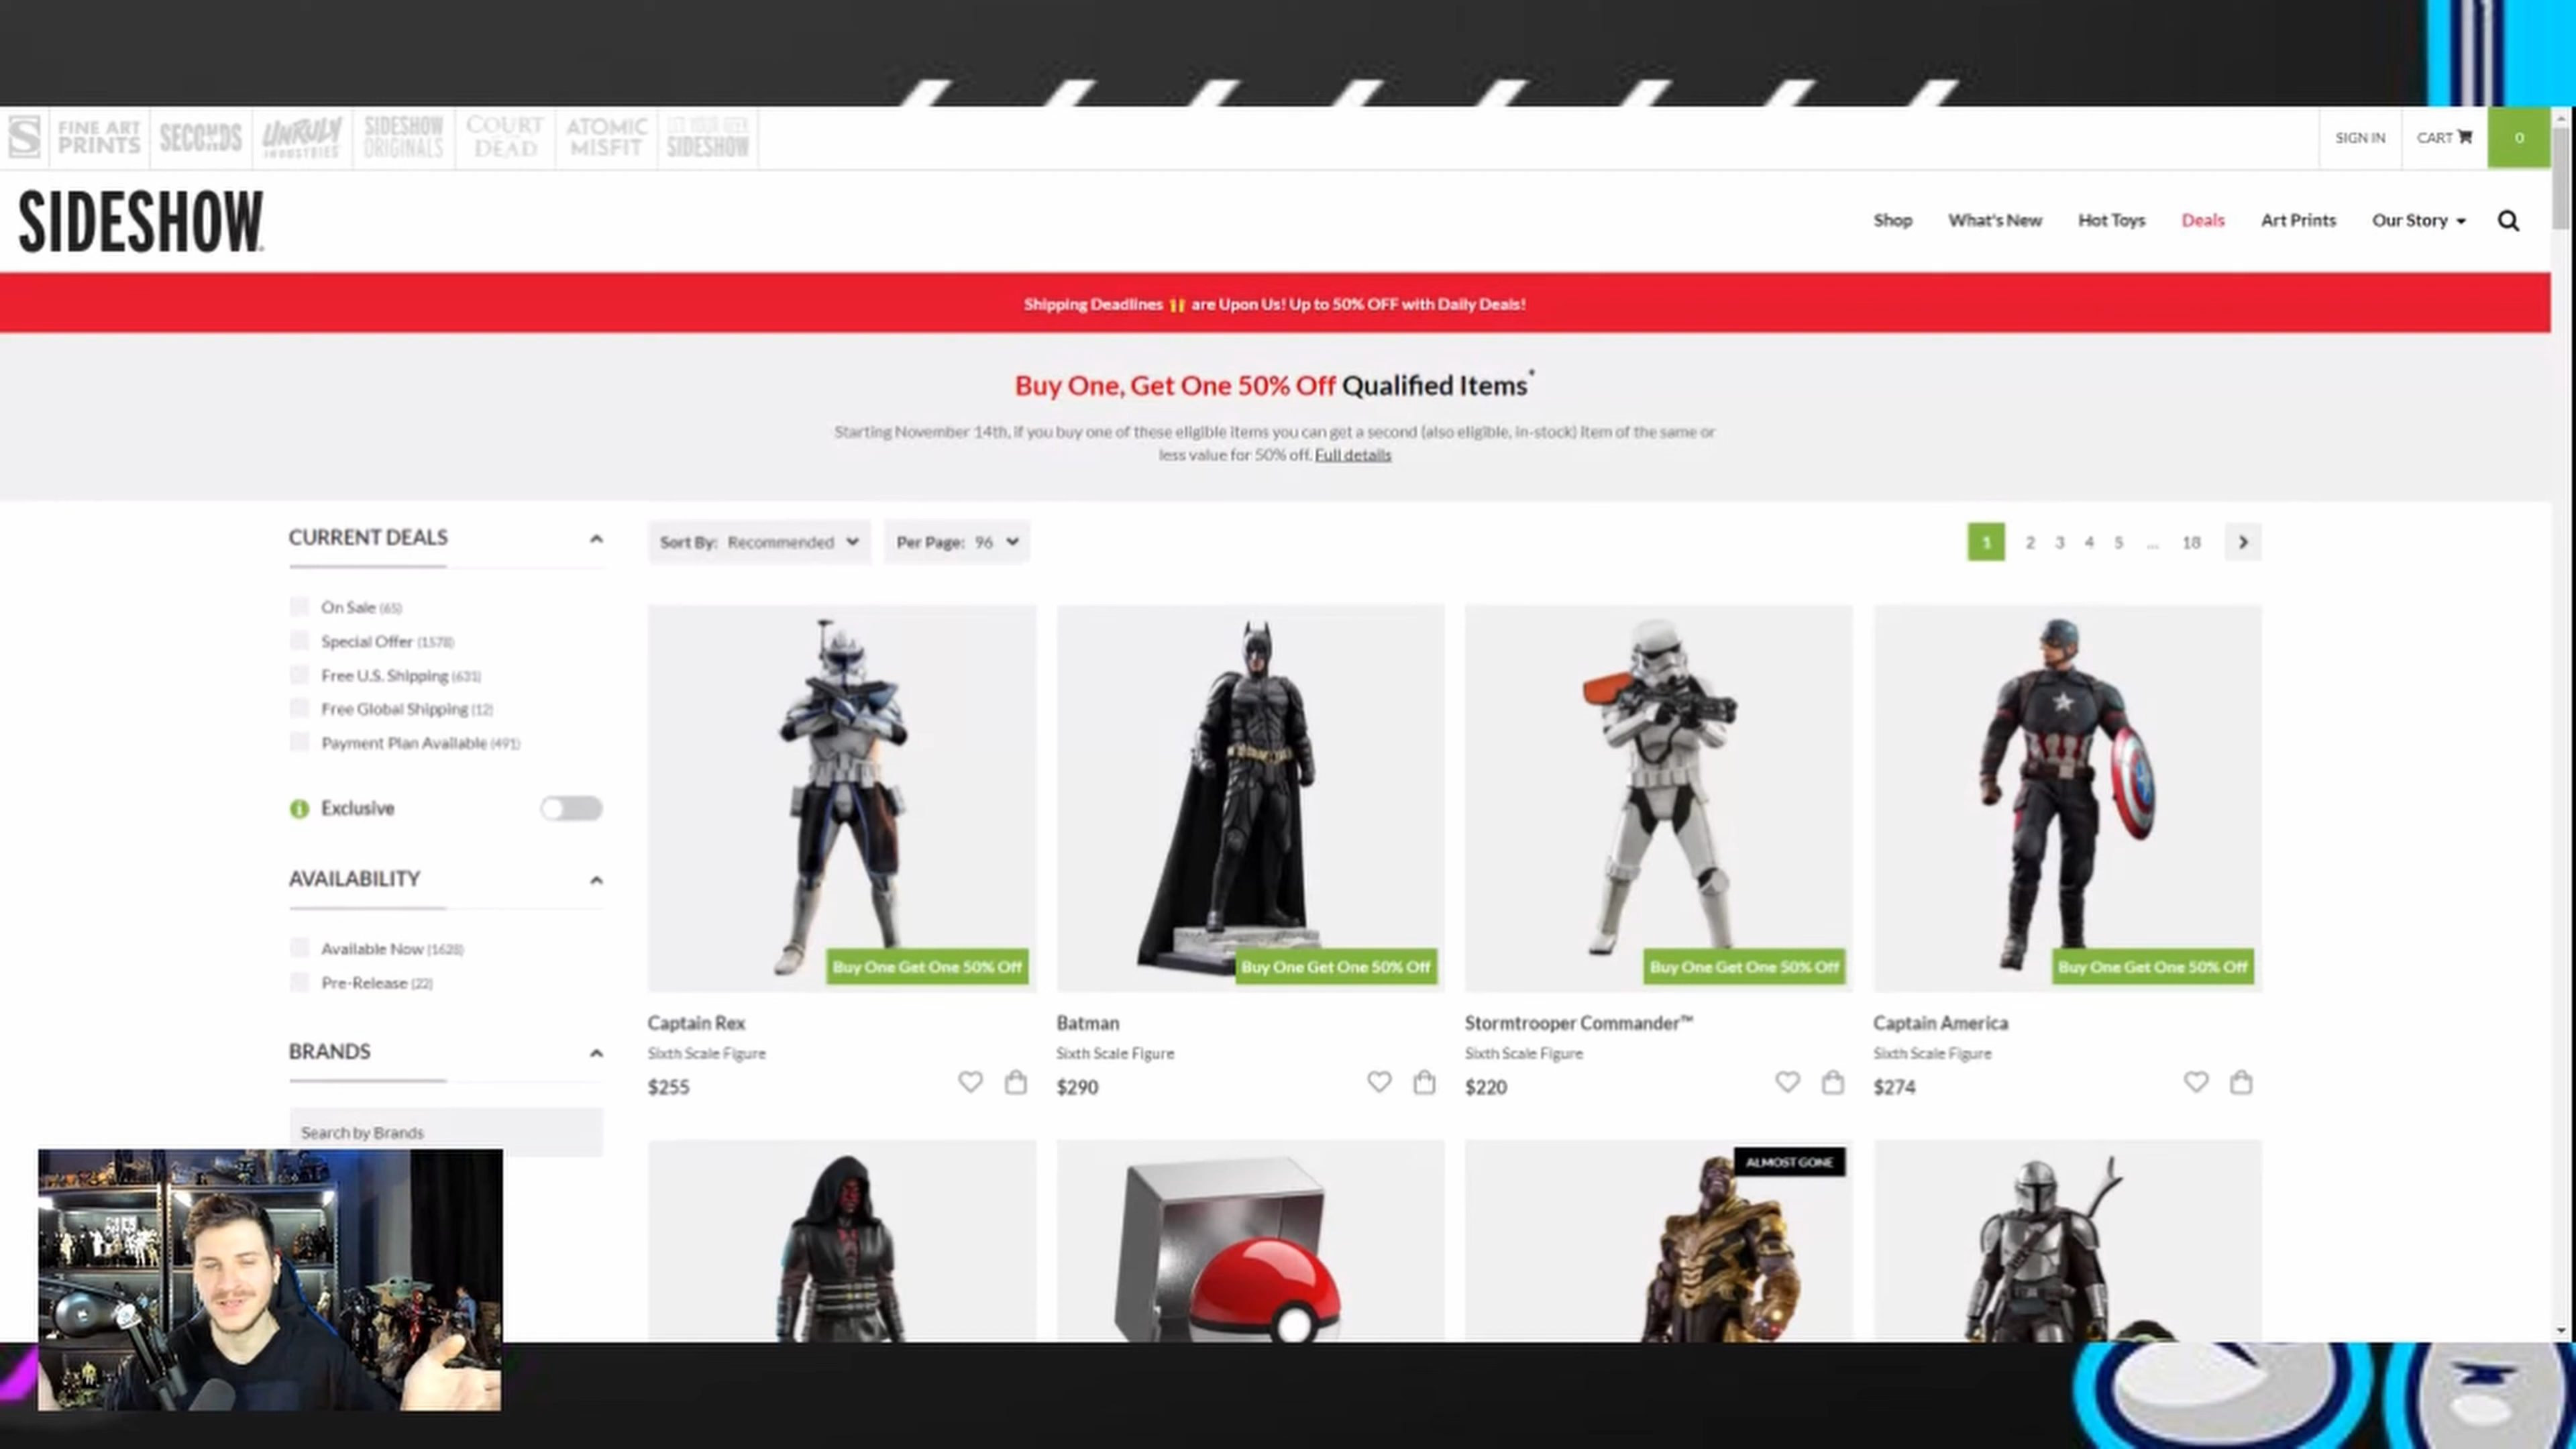 S
FINE ART
PRINTS
SECONDS
UNRULY
INDUSTRIES
SIDESHOW
ORIGINALS
COURT
DEAD
ATOMIC
MISFIT
LET YOUR GEEK
SIDESHOW
SIGN IN
CART
0
SIDESHOW
Shop
What's New
Hot Toys
Deals
Art Prints
Our Story
Shipping Deadlines are Upon Us! Up to 50% OFF with Daily Deals!
Buy One, Get One 50% Off Qualified Items*
Starting November 14th, if you buy one of these eligible items you can get a second (also eligible, in-stock) item of the same or
less value for 50% off. Full details
CURRENT DEALS
On Sale (65)
Special Offer (1578)
Free U.S. Shipping (631)
Free Global Shipping (12)
Payment Plan Available (491)
Exclusive
AVAILABILITY
Available Now (1628)
Pre-Release (22)
BRANDS
Search by Brands
Sort By: Recommended
Per Page: 96
1 2 3 4 5 ... 18
Buy One Get One 50% Off
Buy One Get One 50% Off
Buy One Get One 50% Off
Buy One Get One 50% Off
Captain Rex
Sixth Scale Figure
$255
Batman
Sixth Scale Figure
$290
Stormtrooper Commander™
Sixth Scale Figure
$220
Captain America
Sixth Scale Figure
$274
ALMOST GONE